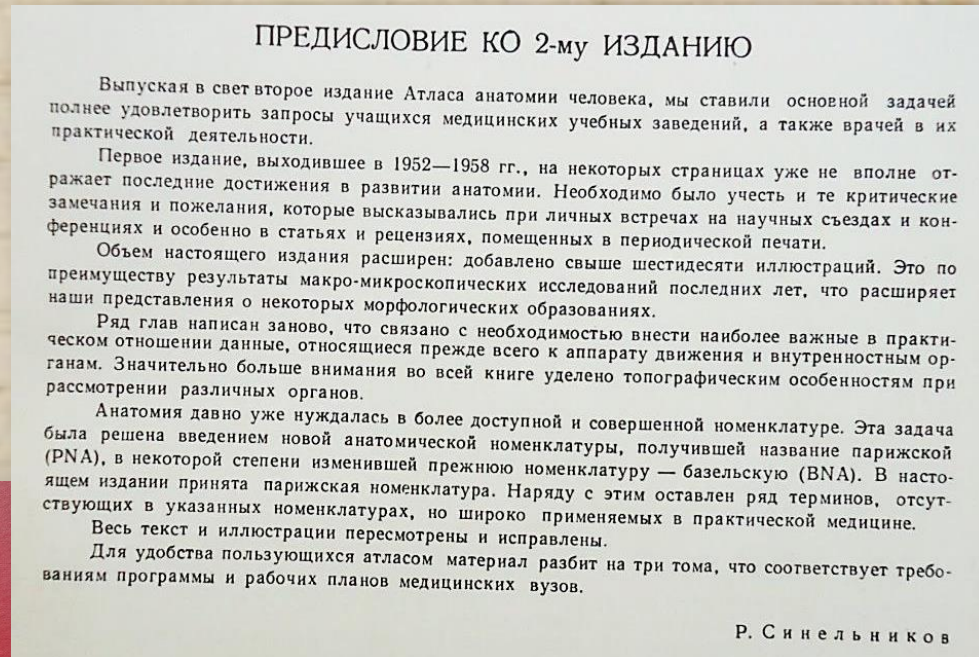 ПРЕДИСЛОВИЕ КО 2-му ИЗДАНИЮ
Выпуская в свет второе издание Атласа анатомии человека, мы ставили основной задачей
полнее удовлетворить запросы учащихся медицинских учебных заведений, а также врачей в их
практической деятельности.
Первое издание, выходившее в 1952—1958 гг., на некоторых страницах уже не вполне от-
ражает последние достижения в развитии анатомии. Необходимо было учесть и те критические
замечания и пожелания, которые высказывались при личных встречах на научных съездах и кон-
ференциях и особенно в статьях и рецензиях, помещенных в периодической печати.
Объем настоящего издания расширен: добавлено свыше шестидесяти иллюстраций. Это по
преимуществу результаты макро-микроскопических исследований последних лет, что расширяет
наши представления о некоторых морфологических образованиях.
Ряд глав написан заново, что связано с необходимостью внести наиболее важные в практи-
ческом отношении данные, относящиеся прежде всего к аппарату движения и внутренностным ор-
ганам. Значительно больше внимания во всей книге уделено топографическим особенностям при
рассмотрении различных органов.
Анатомия давно уже нуждалась в более доступной и совершенной номенклатуре. Эта задача
была решена введением новой анатомической номенклатуры, получившей название парижской
(PNA), в некоторой степени изменившей прежнюю номенклатуру — базельскую (BNA). В насто-
ящем издании принята парижская номенклатура. Наряду с этим оставлен ряд терминов, отсут-
ствующих в указанных номенклатурах, но широко применяемых в практической медицине.
Весь текст и иллюстрации пересмотрены и исправлены.
Для удобства пользующихся атласом материал разбит на три тома, что соответствует требо-
ваниям программы и рабочих планов медицинских вузов.
Р. Синельников